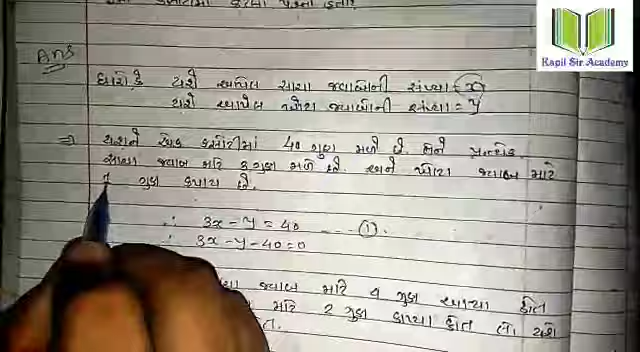 Kapil Sir Academy
Ans
ધારો કે યશે આપેલ સાચા જવાબોની સંખ્યા = x
યશે આપેલ ખોટા જવાબોની સંખ્યા = y
⇒ યશને એક કસોટીમાં 40 ગુણ મળે છે. તેને પ્રત્યેક
સાચા જવાબ માટે 3 ગુણ મળે છે. અને ખોટા જવાબ માટે
1 ગુણ કપાય છે.
∴ 3x - y = 40 ... ①.
∴ 3x - y - 40 = 0
જવાબ માટે 4 ગુણ આપ્યા હોત
માટે 2 ગુણ કાપ્યા હોત તો યશે